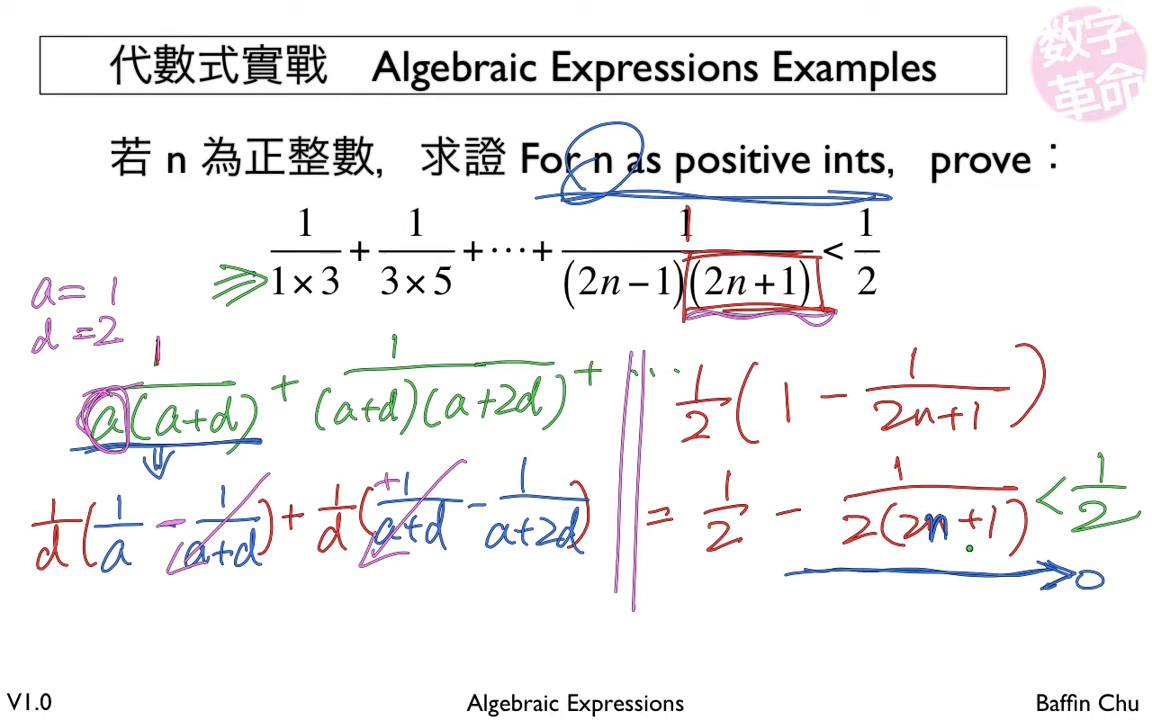 代數式實戰 Algebraic Expressions Examples
数字
革命
若 n 為正整數, 求證 For n as positive ints, prove：
1/(1×3) + 1/(3×5) + ⋯ + 1/((2n−1)(2n+1)) < 1/2
a = 1
d = 2
1/(a(a+d)) + 1/((a+d)(a+2d)) + ....
1/d(1/a − 1/(a+d)) + 1/d(+1/(a+d) − 1/(a+2d))
1/2(1 − 1/(2n+1))
= 1/2 − 1/(2(2n+1)) < 1/2
0
V1.0
Algebraic Expressions
Baffin Chu